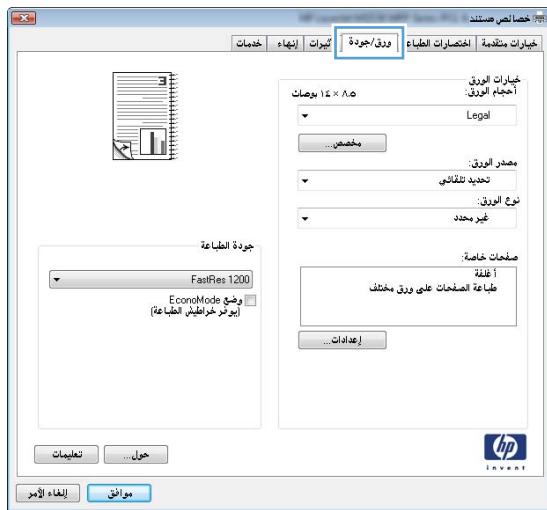 خصائص مستند
خيارات متقدمة
اختصارات الطباعة
ورق/جودة
تأثيرات
إنهاء
خدمات
خيارات الورق
أحجام الورق:
٨.٥ × ١٤ بوصات
Legal
مخصص...
مصدر الورق:
تحديد تلقائي
نوع الورق:
غير محدد
صفحات خاصة:
أغلفة
طباعة الصفحات على ورق مختلف
إعدادات...
جودة الطباعة
FastRes 1200
وضع EconoMode
(يوفر خراطيش الطباعة)
hp
invent
حول...
تعليمات
موافق
إلغاء الأمر